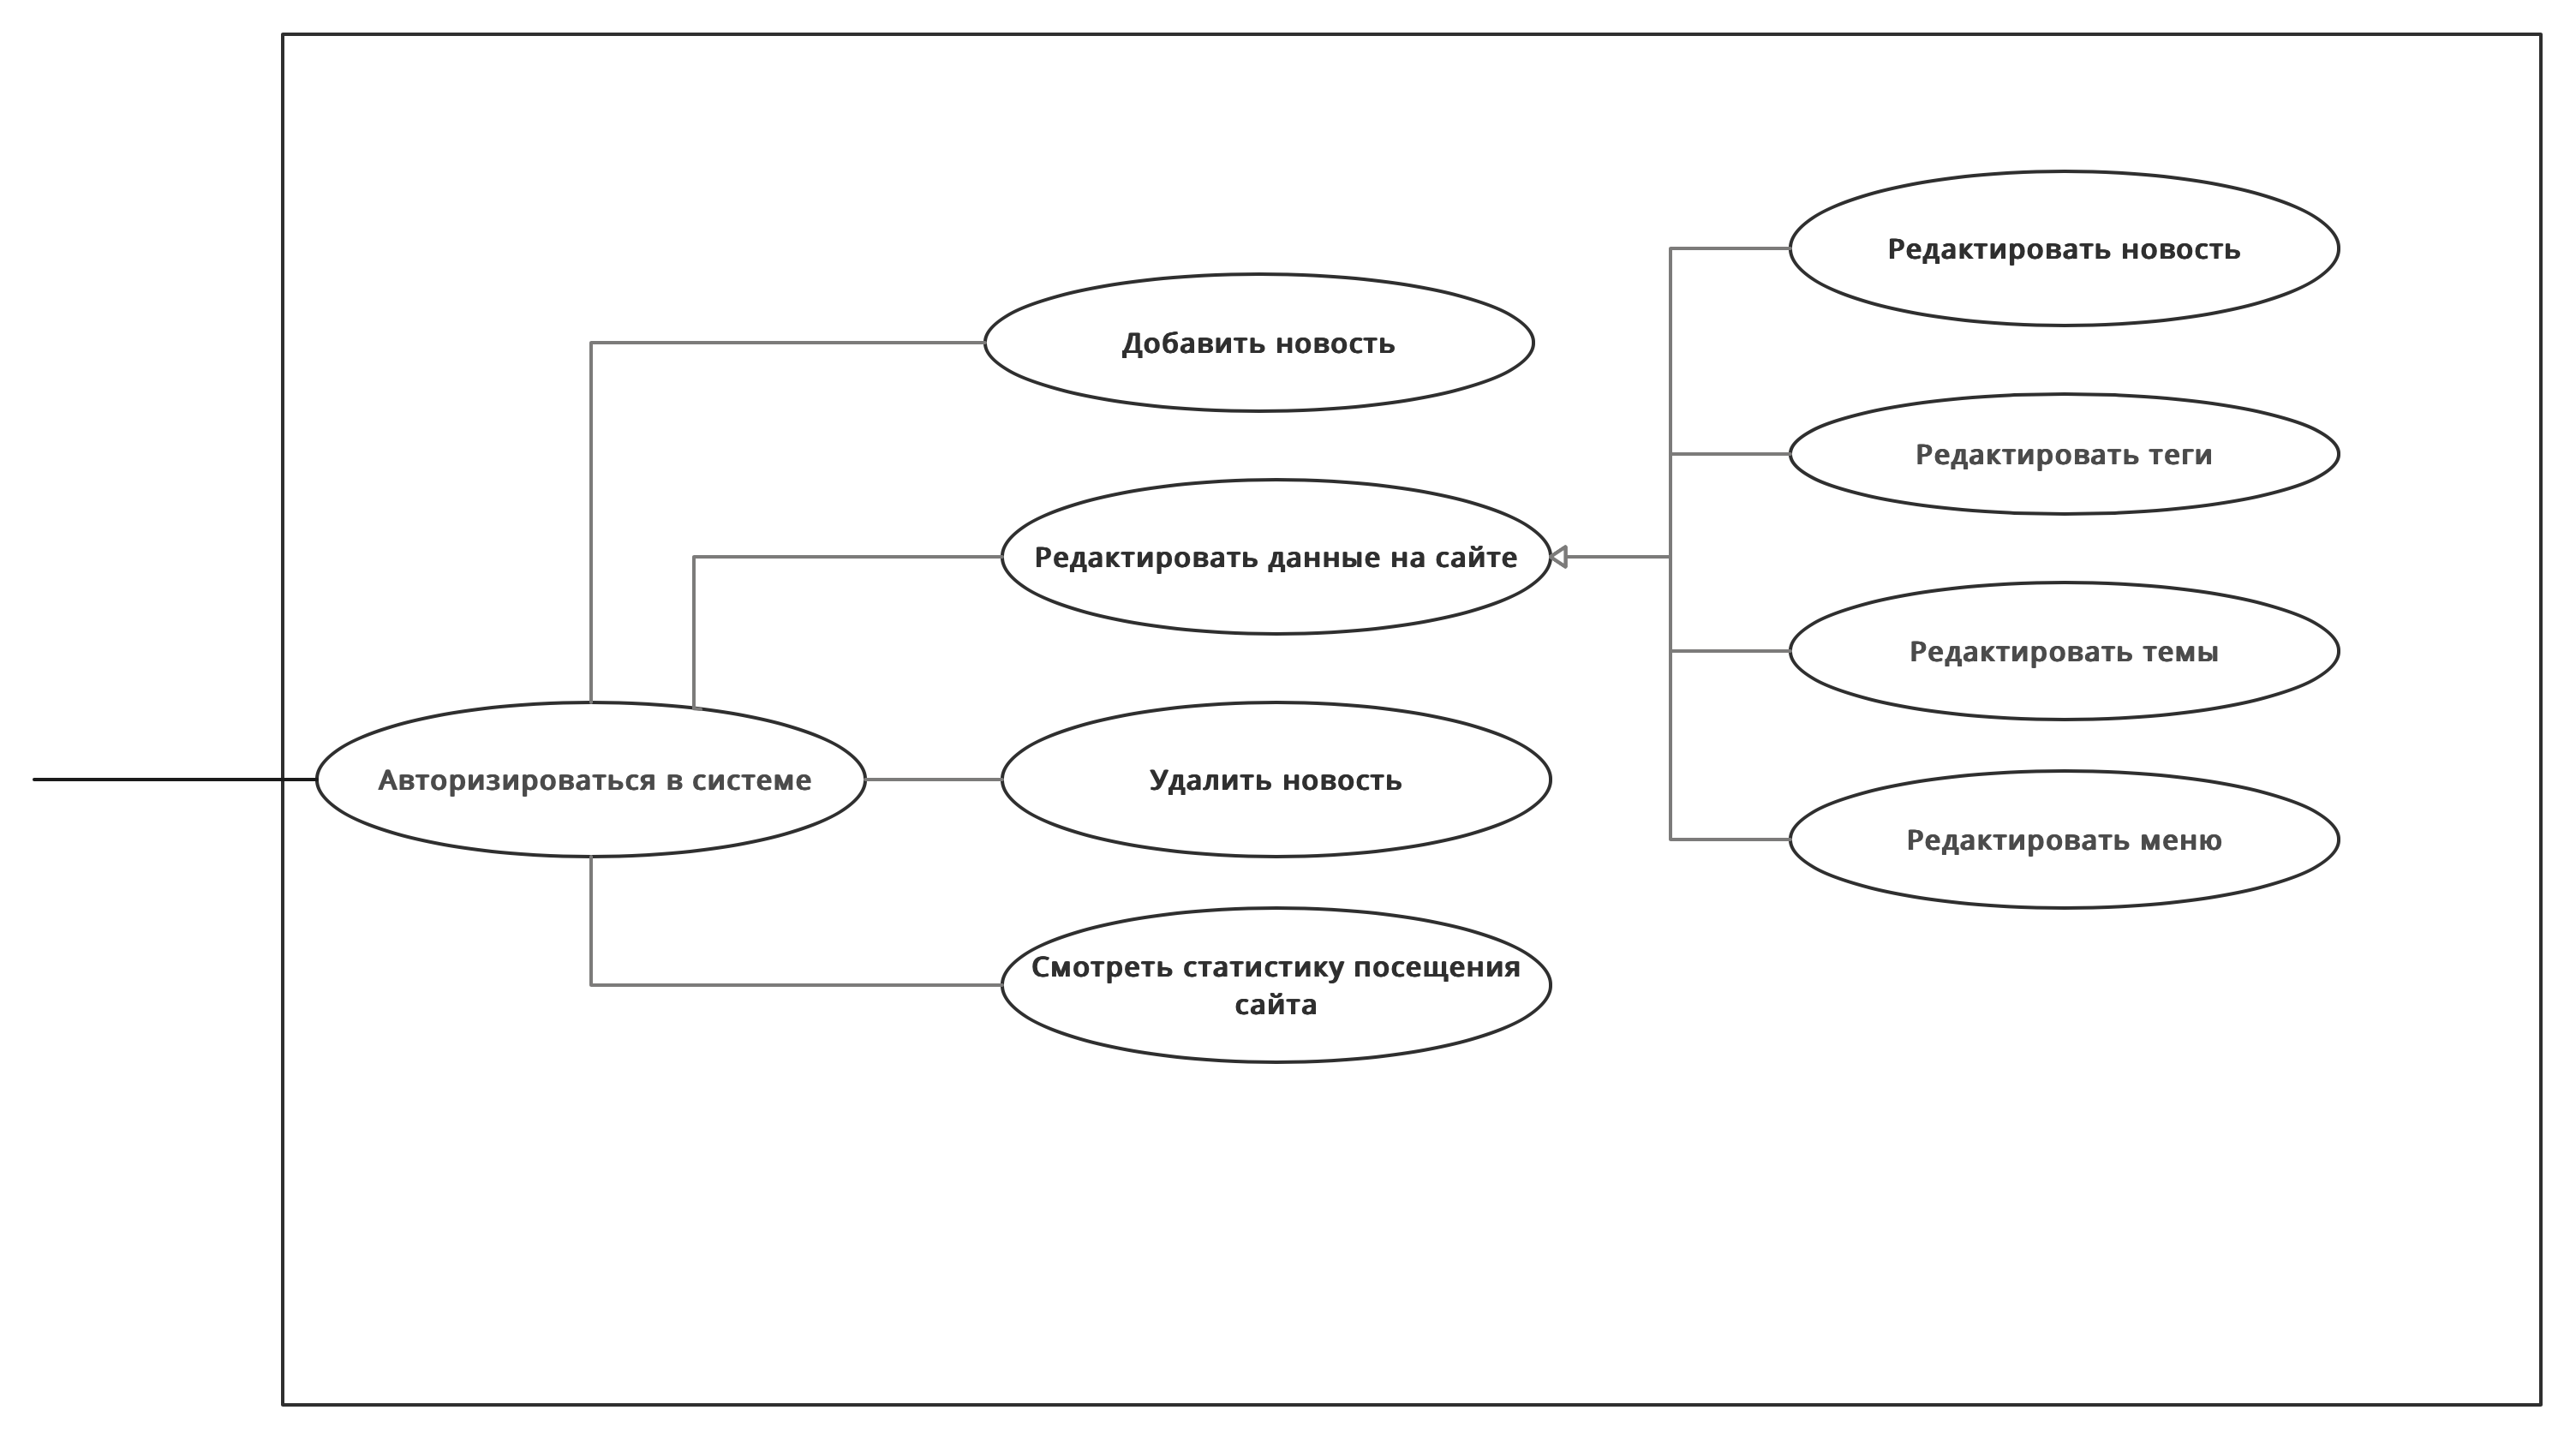 Редактировать новость
Добавить новость
Редактировать теги
Редактировать данные на сайте
Редактировать темы
Авторизироваться в системе
Удалить новость
Редактировать меню
Смотреть статистику посещения
сайта